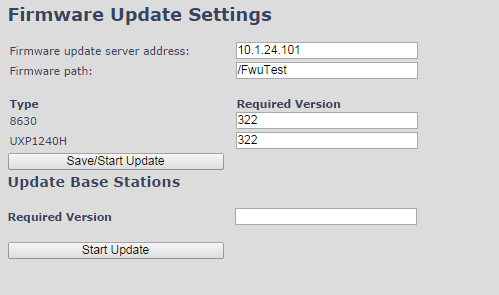 Firmware Update Settings
Firmware update server address: 10.1.24.101
Firmware path: /FwuTest
Type Required Version
8630 322
UXP1240H 322
Save/Start Update
Update Base Stations
Required Version
Start Update